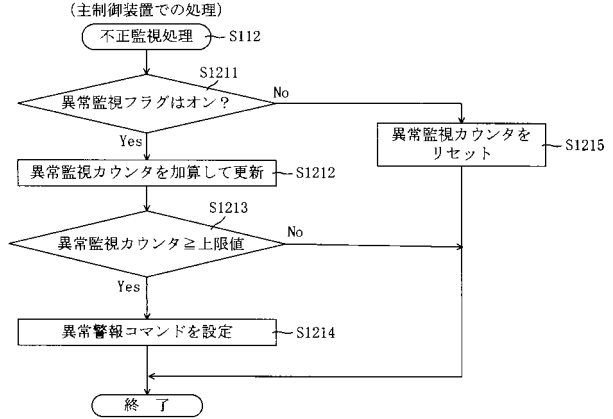 (主制御装置での処理)
不正監視処理
S112
S1211
異常監視フラグはオン?
No
Yes
異常監視カウンタを
リセット
S1215
異常監視カウンタを加算して更新
S1212
S1213
異常監視カウンタ≧上限値
No
Yes
異常警報コマンドを設定
S1214
終 了